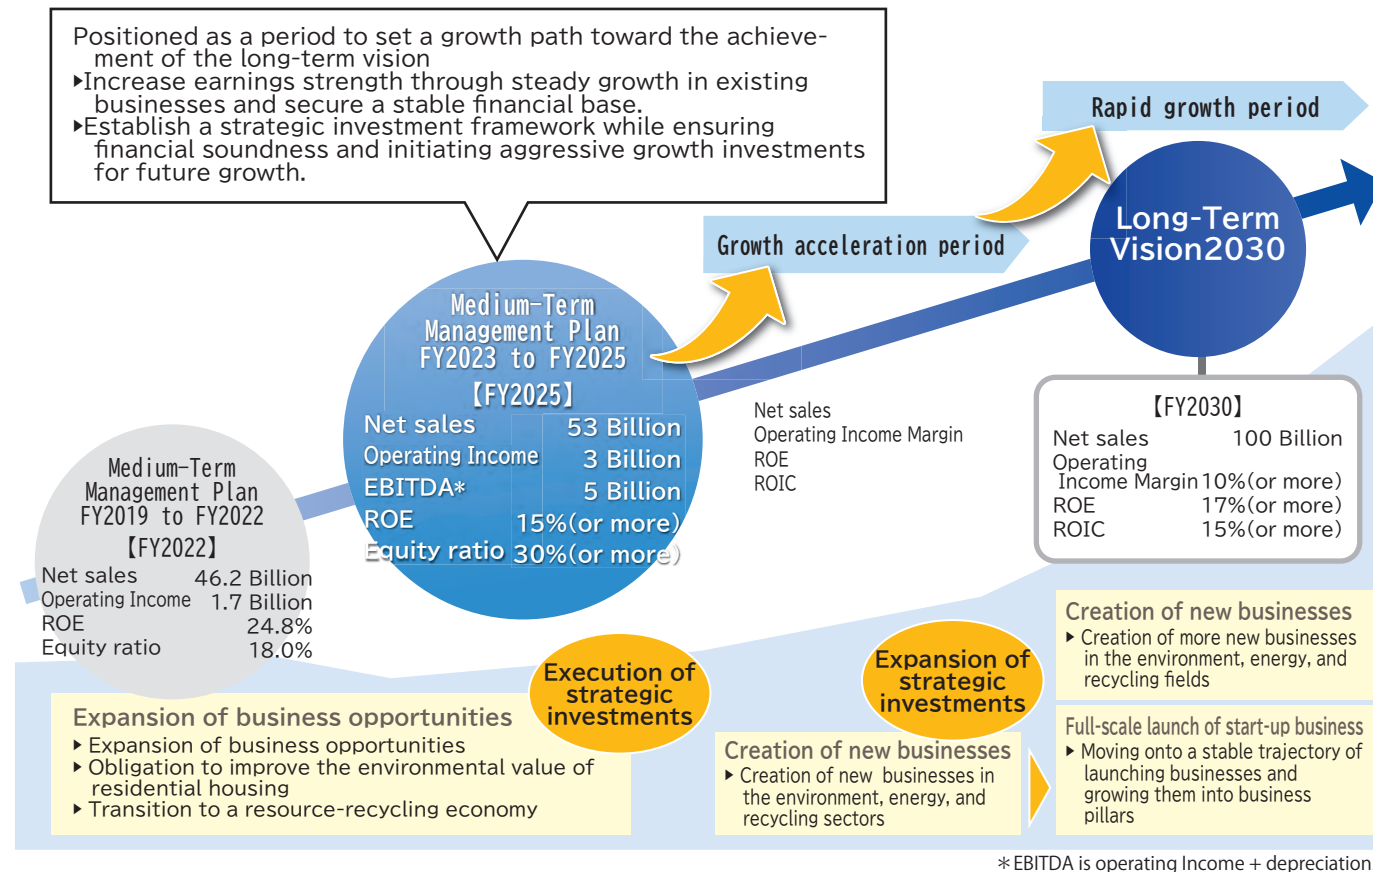 Positioned as a period to set a growth path toward the achieve-
ment of the long-term vision
▶Increase earnings strength through steady growth in existing
businesses and secure a stable financial base.
▶Establish a strategic investment framework while ensuring
financial soundness and initiating aggressive growth investments
for future growth.
Rapid growth period
Growth acceleration period
Long-Term
Vision2030
Medium-Term
Management Plan
FY2023 to FY2025
【FY2025】
Net sales 53 Billion
Operating Income 3 Billion
EBITDA* 5 Billion
ROE 15%(or more)
Equity ratio 30%(or more)
Medium-Term
Management Plan
FY2019 to FY2022
【FY2022】
Net sales 46.2 Billion
Operating Income 1.7 Billion
ROE 24.8%
Equity ratio 18.0%
Net sales
Operating Income Margin
ROE
ROIC
【FY2030】
Net sales 100 Billion
Operating
Income Margin 10%(or more)
ROE 17%(or more)
ROIC 15%(or more)
Execution of
strategic
investments
Expansion of
strategic
investments
Expansion of business opportunities
▶ Expansion of business opportunities
▶ Obligation to improve the environmental value of
residential housing
▶ Transition to a resource-recycling economy
Creation of new businesses
▶ Creation of new businesses in
the environment, energy, and
recycling sectors
Creation of new businesses
▶ Creation of more new businesses
in the environment, energy, and
recycling fields
Full-scale launch of start-up business
▶ Moving onto a stable trajectory of
launching businesses and
growing them into business
pillars
＊EBITDA is operating Income + depreciation